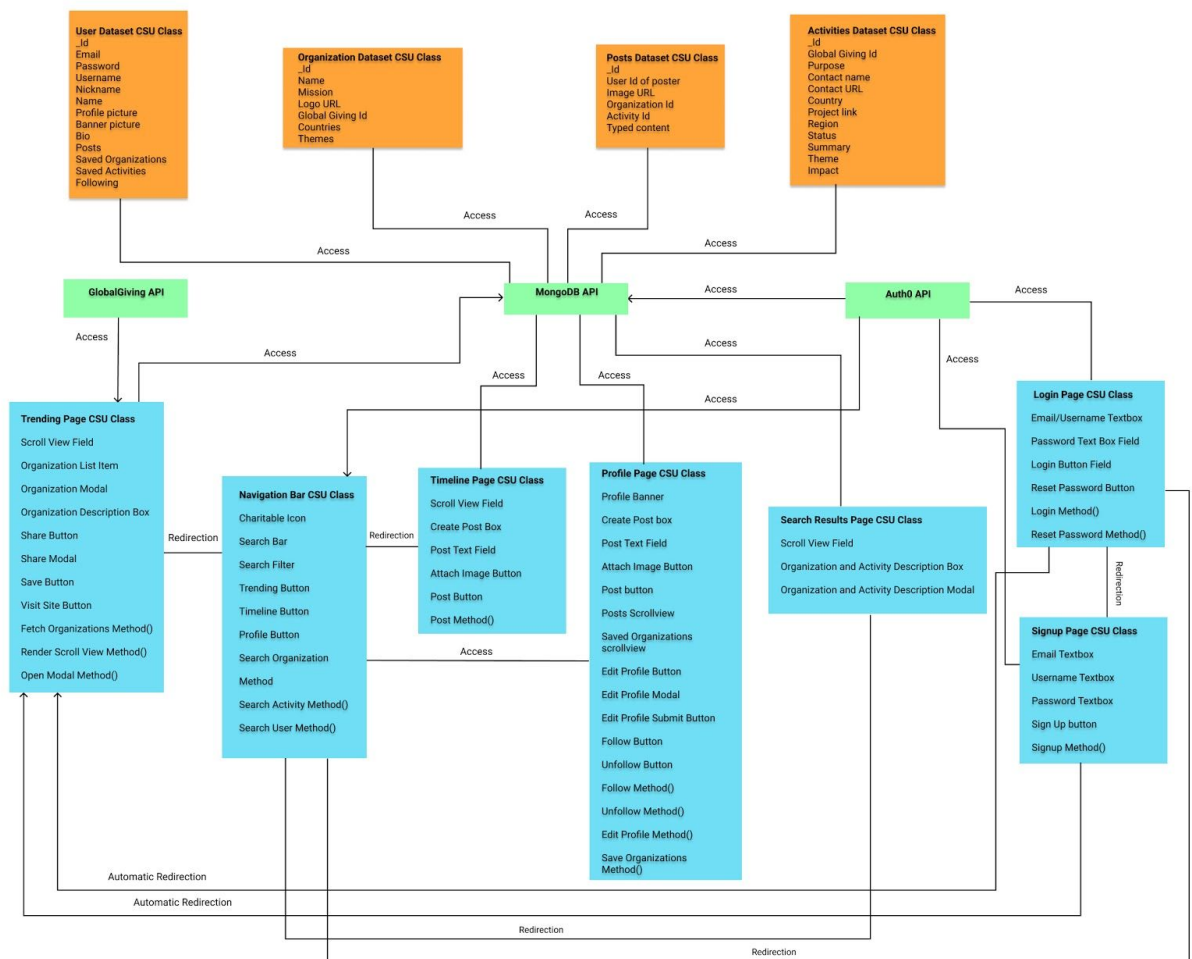 User Dataset CSU Class
_Id
Email
Password
Username
Nickname
Name
Profile picture
Banner picture
Bio
Posts
Saved Organizations
Saved Activities
Following
Organization Dataset CSU Class
_Id
Name
Mission
Logo URL
Global Giving Id
Countries
Themes
Posts Dataset CSU Class
_Id
User Id of poster
Image URL
Organization Id
Activity Id
Typed content
Activities Dataset CSU Class
_Id
Global Giving Id
Purpose
Contact name
Contact URL
Country
Project link
Region
Status
Summary
Theme
Impact
Access
Access
Access
Access
GlobalGiving API
MongoDB API
Auth0 API
Access
Access
Access
Access
Access
Access
Access
Access
Access
Access
Trending Page CSU Class
Scroll View Field
Organization List Item
Organization Modal
Organization Description Box
Share Button
Share Modal
Save Button
Visit Site Button
Fetch Organizations Method()
Render Scroll View Method()
Open Modal Method()
Redirection
Navigation Bar CSU Class
Charitable Icon
Search Bar
Search Filter
Trending Button
Timeline Button
Profile Button
Search Organization
Method
Search Activity Method()
Search User Method()
Redirection
Timeline Page CSU Class
Scroll View Field
Create Post Box
Post Text Field
Attach Image Button
Post Button
Post Method()
Profile Page CSU Class
Profile Banner
Create Post box
Post Text Field
Attach Image Button
Post button
Posts Scrollview
Saved Organizations
scrollview
Edit Profile Button
Edit Profile Modal
Edit Profile Submit Button
Follow Button
Unfollow Button
Follow Method()
Unfollow Method()
Edit Profile Method()
Save Organizations
Method()
Search Results Page CSU Class
Scroll View Field
Organization and Activity Description Box
Organization and Activity Description Modal
Login Page CSU Class
Email/Username Textbox
Password Text Box Field
Login Button Field
Reset Password Button
Login Method()
Reset Password Method()
Redirection
Signup Page CSU Class
Email Textbox
Username Textbox
Password Textbox
Sign Up button
Signup Method()
Automatic Redirection
Automatic Redirection
Redirection
Redirection